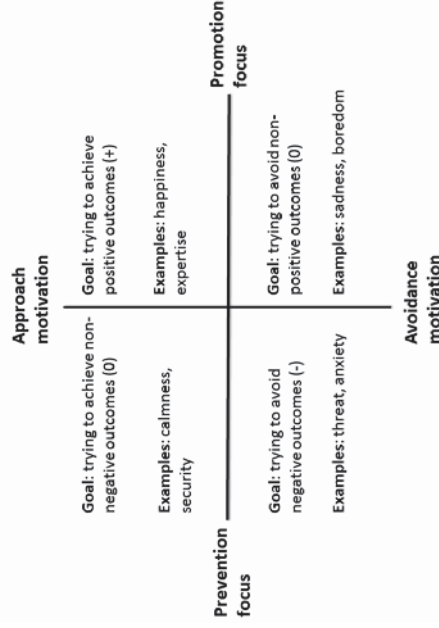 Approach
motivation
Goal: trying to achieve non-
negative outcomes (0)
Examples: calmness,
security
Goal: trying to achieve
positive outcomes (+)
Examples: happiness,
expertise
Prevention
focus
Promotion
focus
Goal: trying to avoid
negative outcomes (-)
Examples: threat, anxiety
Goal: trying to avoid non-
positive outcomes (0)
Examples: sadness, boredom
Avoidance
motivation